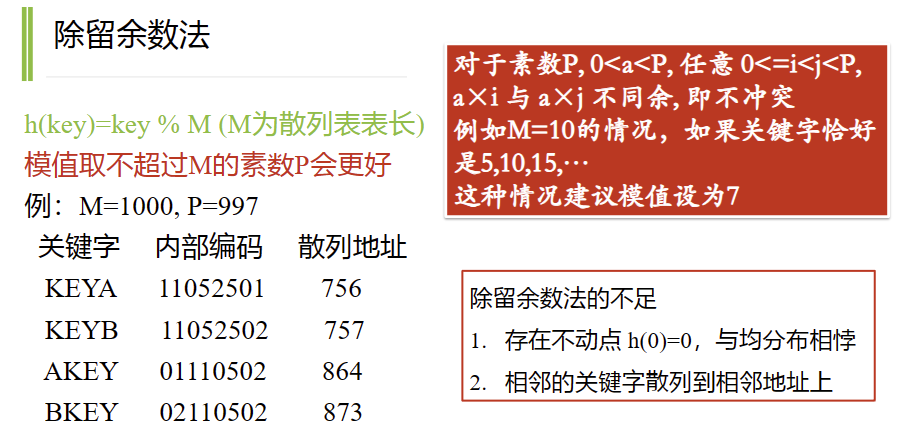 除留余数法
h(key)=key % M (M为散列表表长)
模值取不超过M的素数P会更好
例：M=1000, P=997
关键字 内部编码 散列地址
KEYA 11052501 756
KEYB 11052502 757
AKEY 01110502 864
BKEY 02110502 873
对于素数P, 0<a<P, 任意 0<=i<j<P,
a×i 与 a×j 不同余, 即不冲突
例如M=10的情况，如果关键字恰好
是5,10,15,…
这种情况建议模值设为7
除留余数法的不足
1. 存在不动点 h(0)=0，与均分布相悖
2. 相邻的关键字散列到相邻地址上